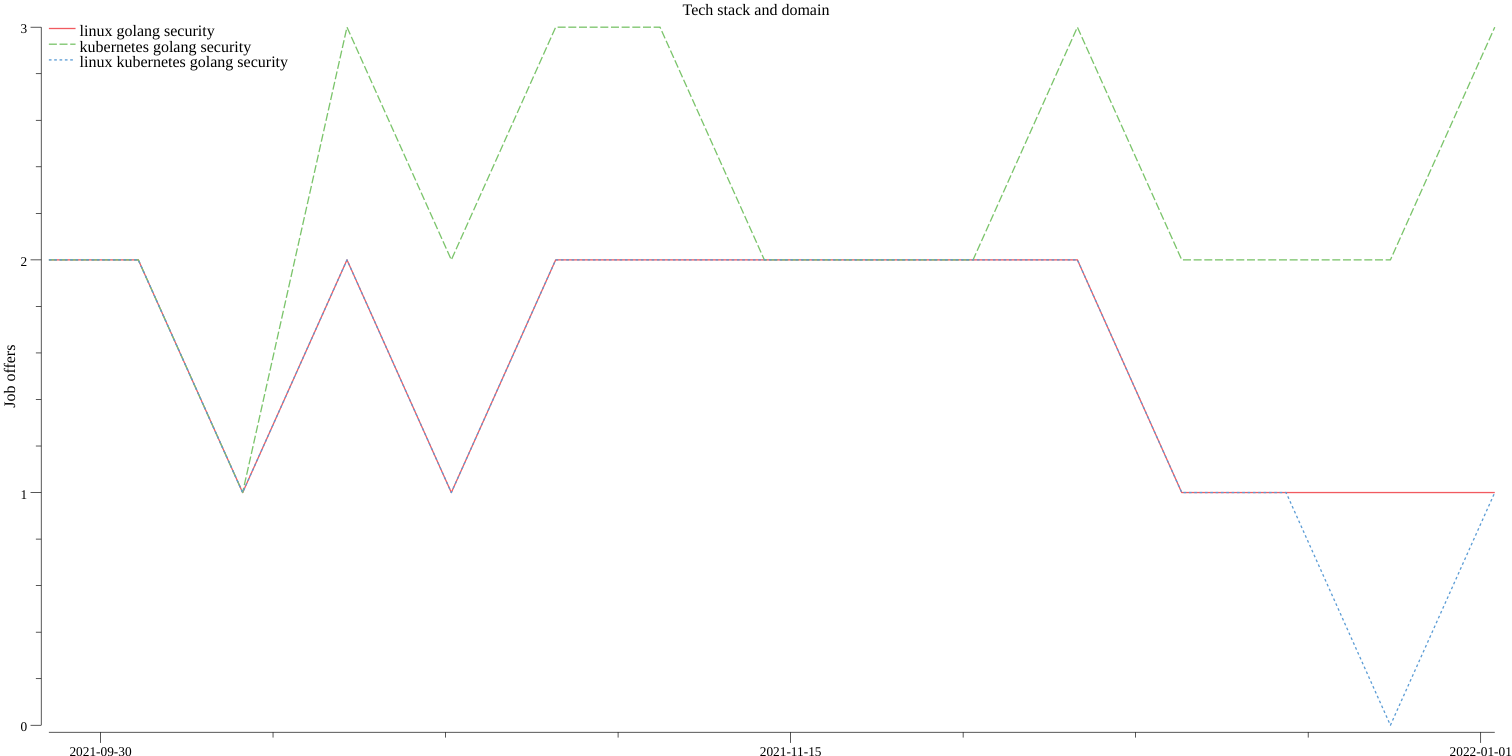 Tech stack and domain
3
linux golang security
kubernetes golang security
linux kubernetes golang security
2
Job offers
1
0
2021-09-30
2021-11-15
2022-01-01